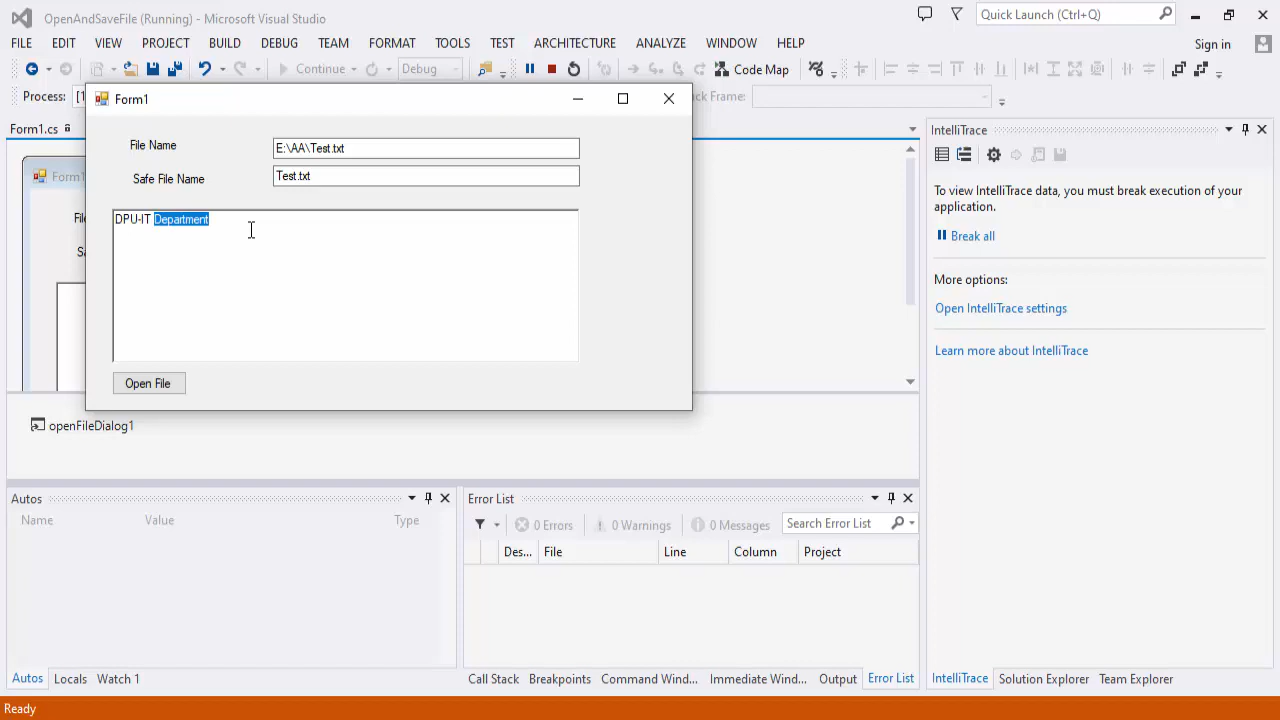 OpenAndSaveFile (Running) - Microsoft Visual Studio
Quick Launch (Ctrl+Q)
FILE EDIT VIEW PROJECT BUILD DEBUG TEAM FORMAT TOOLS TEST ARCHITECTURE ANALYZE WINDOW HELP
Sign in
Continue Debug Code Map
Process: [1
Form1
ck Frame:
Form1.cs
IntelliTrace
File Name E:\AA\Test.txt
Safe File Name Test.txt
Form1
DPU-IT Department
Open File
To view IntelliTrace data, you must break execution of your
application.
Break all
More options:
Open IntelliTrace settings
Learn more about IntelliTrace
openFileDialog1
Autos
Name Value Type
Error List
0 Errors 0 Warnings 0 Messages Search Error List
Des... File Line Column Project
Autos Locals Watch 1
Call Stack Breakpoints Command Wind... Immediate Wind... Output Error List
IntelliTrace Solution Explorer Team Explorer
Ready